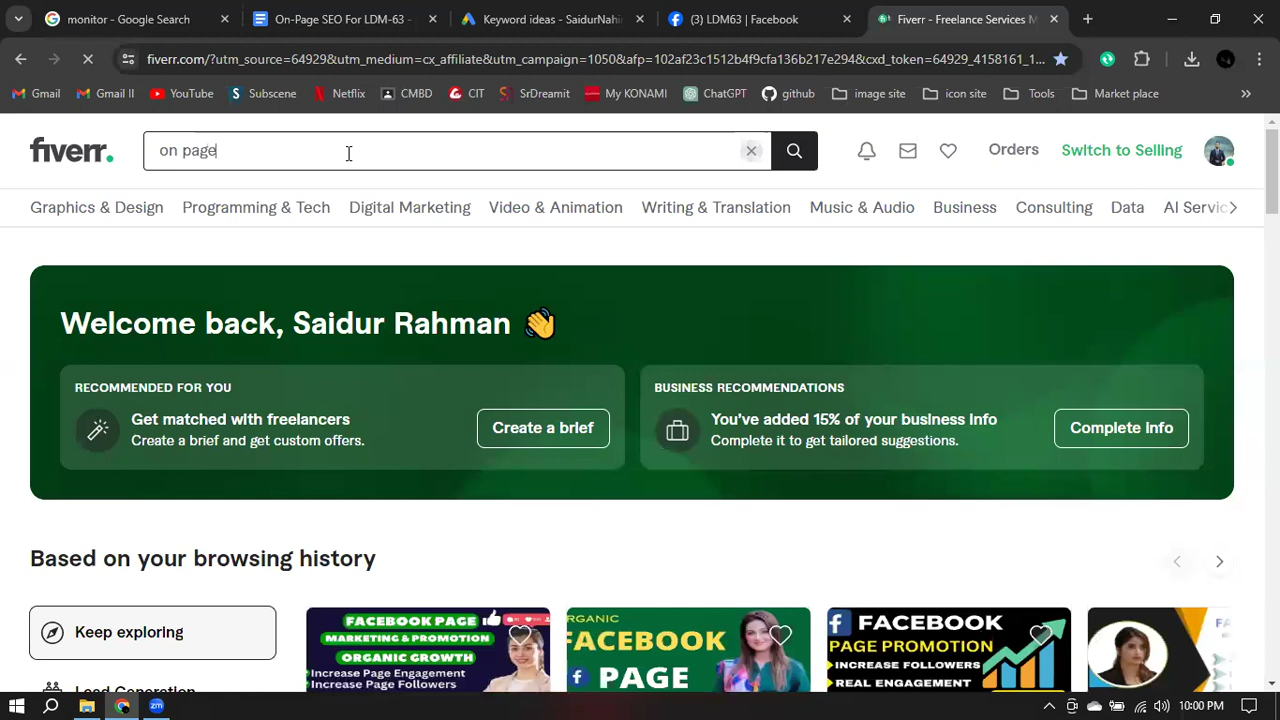 monitor - Google Search
On-Page SEO For LDM-63 -
Keyword ideas - SaidurNahi
(3) LDM63 | Facebook
Fiverr - Freelance Services M
fiverr.com/?utm_source=64929&utm_medium=cx_affiliate&utm_campaign=1050&afp=102af23c1512b4f9cfa136b217e294&cxd_token=64929_4158161_1...
Gmail
Gmail II
YouTube
Subscene
Netflix
CMBD
CIT
SrDreamit
My KONAMI
ChatGPT
github
image site
icon site
Tools
Market place
fiverr.
on page
Orders
Switch to Selling
Graphics & Design
Programming & Tech
Digital Marketing
Video & Animation
Writing & Translation
Music & Audio
Business
Consulting
Data
AI Servic
Welcome back, Saidur Rahman
RECOMMENDED FOR YOU
Get matched with freelancers
Create a brief and get custom offers.
Create a brief
BUSINESS RECOMMENDATIONS
You've added 15% of your business info
Complete it to get tailored suggestions.
Complete info
Based on your browsing history
Keep exploring
Lead Generation
FACEBOOK PAGE
MARKETING & PROMOTION
ORGANIC GROWTH
Increase Page Engagement
Increase Page Followers
ORGANIC
FACEBOOK
PAGE
FACEBOOK
PAGE PROMOTION
INCREASE FOLLOWERS
REAL ENGAGEMENT
10:00 PM